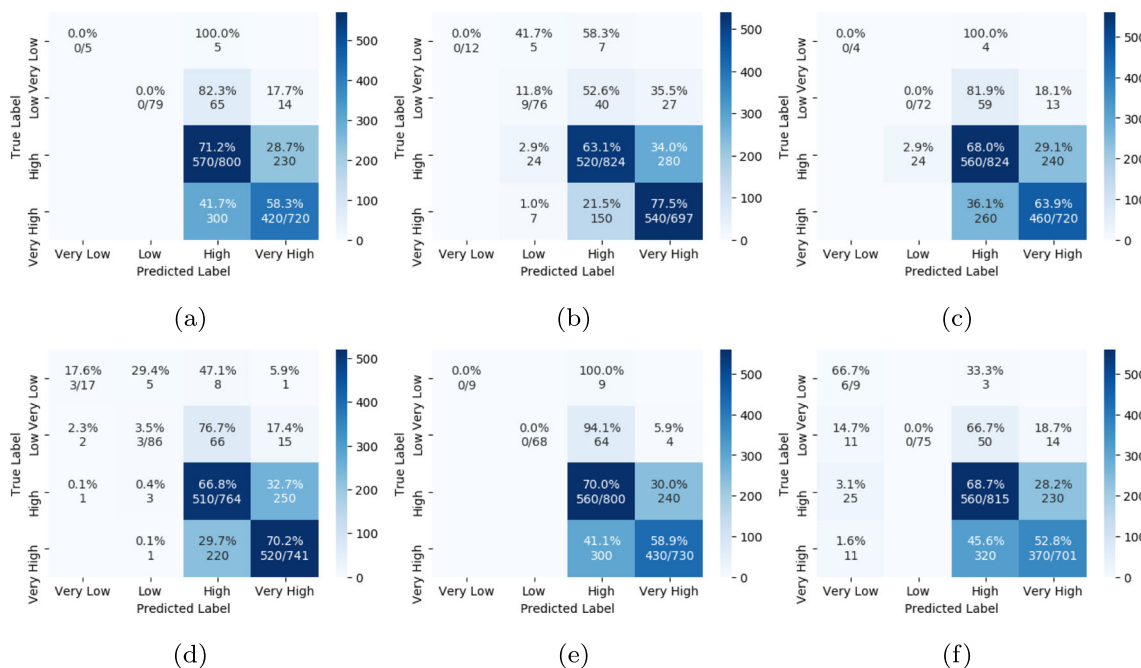 0.0% 100.0%
0/5 5
0.0% 82.3% 17.7%
0/79 65 14
71.2% 28.7%
570/800 230
41.7% 58.3%
300 420/720
Very Low
Low
High
Very High
True Label
Very Low Low High Very High
Predicted Label
500
400
300
200
100
0
(a)
0.0% 41.7% 58.3%
0/12 5 7
11.8% 52.6% 35.5%
9/76 40 27
2.9% 63.1% 34.0%
24 520/824 280
1.0% 21.5% 77.5%
7 150 540/697
Very Low
Low
High
Very High
True Label
Very Low Low High Very High
Predicted Label
500
400
300
200
100
0
(b)
0.0% 100.0%
0/4 4
0.0% 81.9% 18.1%
0/72 59 13
2.9% 68.0% 29.1%
24 560/824 240
36.1% 63.9%
260 460/720
Very Low
Low
High
Very High
True Label
Very Low Low High Very High
Predicted Label
500
400
300
200
100
0
(c)
17.6% 29.4% 47.1% 5.9%
3/17 5 8 1
2.3% 3.5% 76.7% 17.4%
2 3/86 66 15
0.1% 0.4% 66.8% 32.7%
1 3 510/764 250
0.1% 29.7% 70.2%
1 220 520/741
Very Low
Low
High
Very High
True Label
Very Low Low High Very High
Predicted Label
500
400
300
200
100
0
(d)
0.0% 100.0%
0/9 9
0.0% 94.1% 5.9%
0/68 64 4
70.0% 30.0%
560/800 240
41.1% 58.9%
300 430/730
Very Low
Low
High
Very High
True Label
Very Low Low High Very High
Predicted Label
500
400
300
200
100
0
(e)
66.7% 33.3%
6/9 3
14.7% 0.0% 66.7% 18.7%
11 0/75 50 14
3.1% 68.7% 28.2%
25 560/815 230
1.6% 45.6% 52.8%
11 320 370/701
Very Low
Low
High
Very High
True Label
Very Low Low High Very High
Predicted Label
500
400
300
200
100
0
(f)